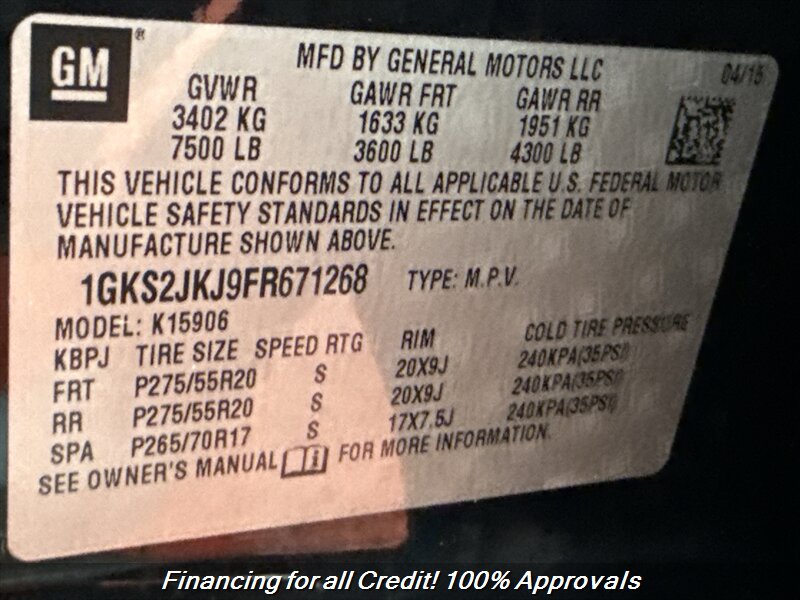 GM®
MFD BY GENERAL MOTORS LLC 04/15
GVWR GAWR FRT GAWR RR
3402 KG 1633 KG 1951 KG
7500 LB 3600 LB 4300 LB
THIS VEHICLE CONFORMS TO ALL APPLICABLE U.S. FEDERAL MOTOR
VEHICLE SAFETY STANDARDS IN EFFECT ON THE DATE OF
MANUFACTURE SHOWN ABOVE.
1GKS2JKJ9FR671268 TYPE: M.P.V.
MODEL: K15906
KBPJ TIRE SIZE SPEED RTG RIM COLD TIRE PRESSURE
FRT P275/55R20 S 20X9J 240KPA(35PSI)
RR P275/55R20 S 20X9J 240KPA(35PSI)
SPA P265/70R17 S 17X7.5J 240KPA(35PSI)
SEE OWNER'S MANUAL FOR MORE INFORMATION.
Financing for all Credit! 100% Approvals